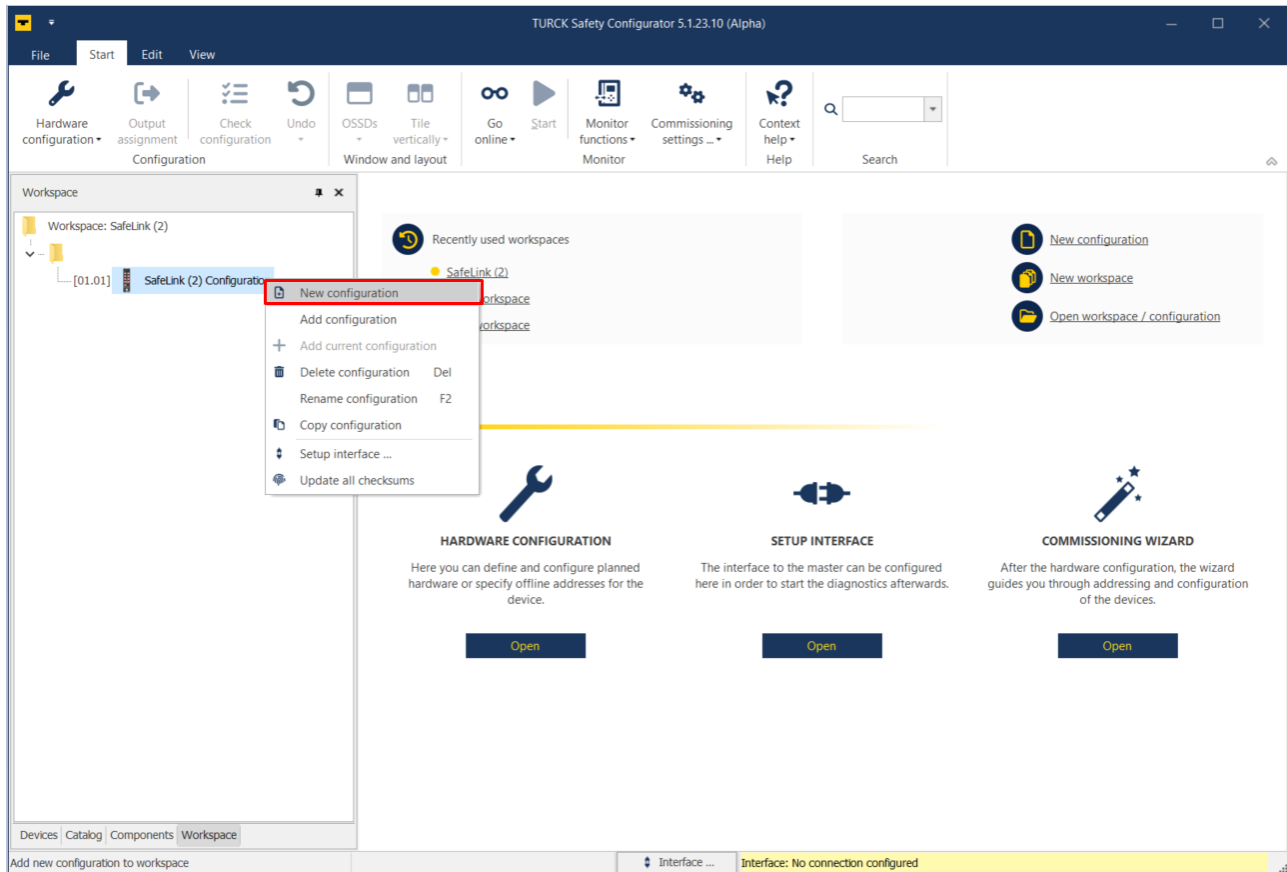 TURCK Safety Configurator 5.1.23.10 (Alpha)
File Start Edit View
Hardware configuration
Output assignment
Check configuration
Undo
OSSDs
Tile vertically
Go online
Start
Monitor functions
Commissioning settings ...
Context help
Configuration
Window and layout
Monitor
Help
Search
Workspace
Workspace: SafeLink (2)
[01.01] SafeLink (2) Configuratio
New configuration
Add configuration
Add current configuration
Delete configuration Del
Rename configuration F2
Copy configuration
Setup interface ...
Update all checksums
Recently used workspaces
SafeLink (2)
orkspace
workspace
New configuration
New workspace
Open workspace / configuration
HARDWARE CONFIGURATION
Here you can define and configure planned
hardware or specify offline addresses for the
device.
Open
SETUP INTERFACE
The interface to the master can be configured
here in order to start the diagnostics afterwards.
Open
COMMISSIONING WIZARD
After the hardware configuration, the wizard
guides you through addressing and configuration
of the devices.
Open
Devices Catalog Components Workspace
Add new configuration to workspace
Interface ...
Interface: No connection configured